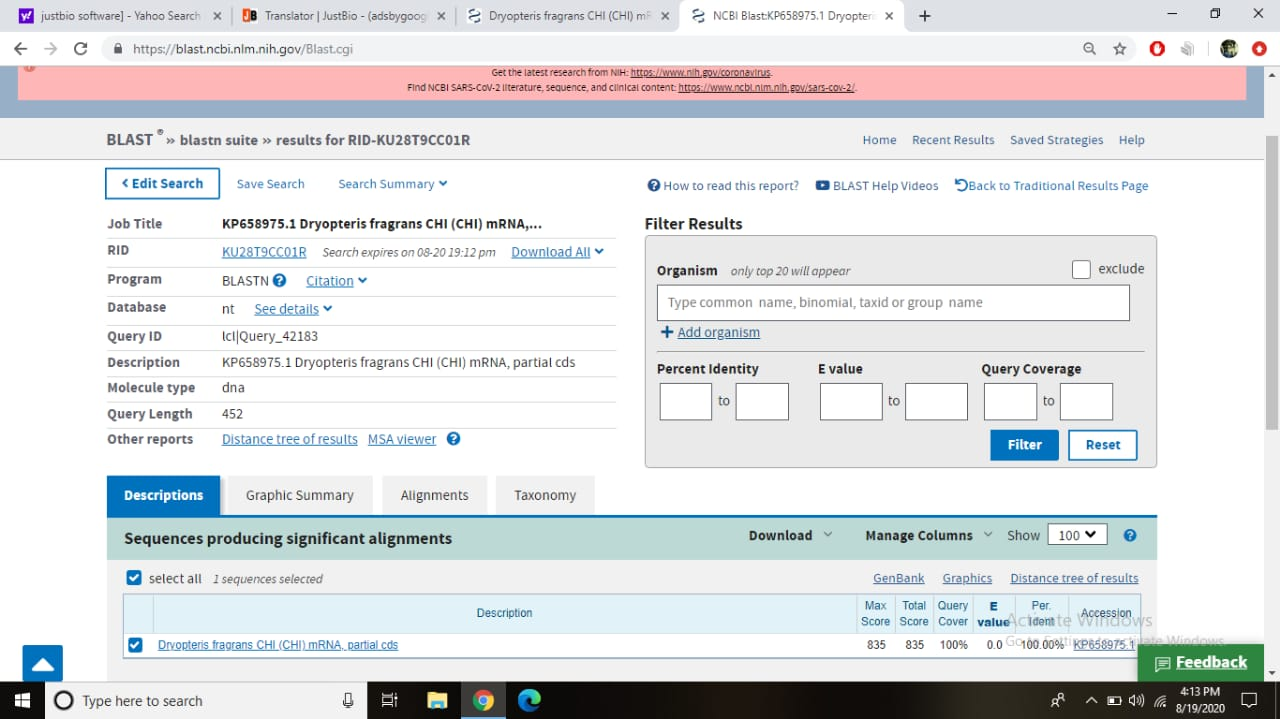 justbio software] - Yahoo Search
Translator | JustBio - (adsbygoog
Dryopteris fragrans CHI (CHI) mR
NCBI Blast:KP658975.1 Dryopteri
https://blast.ncbi.nlm.nih.gov/Blast.cgi
Get the latest research from NIH: https://www.nih.gov/coronavirus.
Find NCBI SARS-CoV-2 literature, sequence, and clinical content: https://www.ncbi.nlm.nih.gov/sars-cov-2/.
BLAST ® » blastn suite » results for RID-KU28T9CC01R
Home Recent Results Saved Strategies Help
< Edit Search Save Search Search Summary
How to read this report? BLAST Help Videos Back to Traditional Results Page
Job Title KP658975.1 Dryopteris fragrans CHI (CHI) mRNA,...
RID KU28T9CC01R Search expires on 08-20 19:12 pm Download All
Program BLASTN Citation
Database nt See details
Query ID lcl|Query_42183
Description KP658975.1 Dryopteris fragrans CHI (CHI) mRNA, partial cds
Molecule type dna
Query Length 452
Other reports Distance tree of results MSA viewer
Filter Results
Organism only top 20 will appear exclude
Type common name, binomial, taxid or group name
+ Add organism
Percent Identity E value Query Coverage
to to to
Filter Reset
Descriptions Graphic Summary Alignments Taxonomy
Sequences producing significant alignments Download Manage Columns Show 100
select all 1 sequences selected GenBank Graphics Distance tree of results
Description Max Score Total Score Query Cover E value Per. Ident Accession
Dryopteris fragrans CHI (CHI) mRNA, partial cds 835 835 100% 0.0 100.00% KP658975.1
Activate Windows
Go to Settings to activate Windows.
Feedback
Type here to search
4:13 PM
8/19/2020